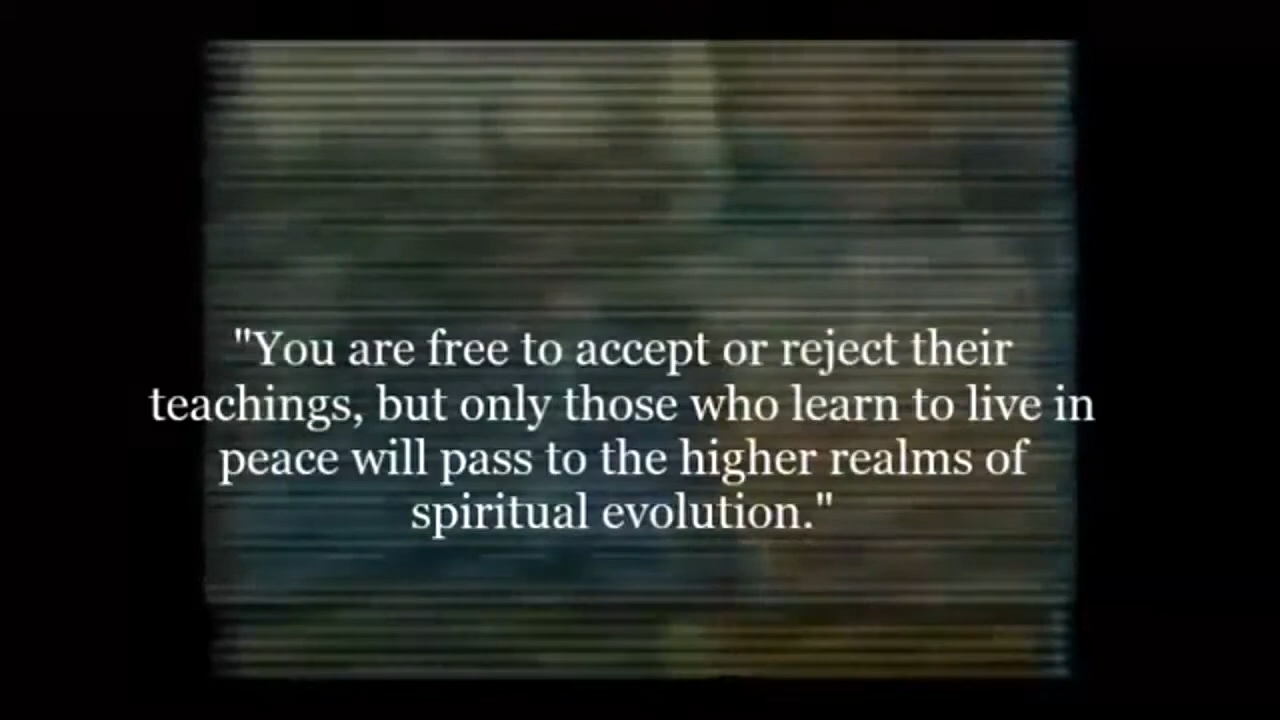 "You are free to accept or reject their
teachings, but only those who learn to live in
peace will pass to the higher realms of
spiritual evolution."